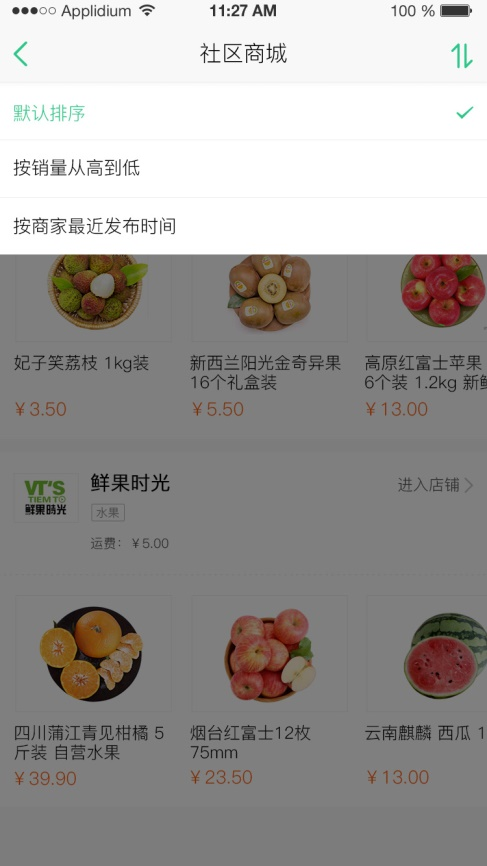 Applidium
11:27 AM
100 %
社区商城
默认排序
按销量从高到低
按商家最近发布时间
妃子笑荔枝 1kg装
¥3.50
新西兰阳光金奇异果
16个礼盒装
¥5.50
高原红富士苹果
6个装 1.2kg 新鲜
¥13.00
VT'S
TIEM TO
鲜果時光
鲜果时光
水果
运费：¥5.00
进入店铺
四川蒲江青见柑橘 5
斤装 自营水果
¥39.90
烟台红富士12枚
75mm
¥23.50
云南麒麟 西瓜 1
¥13.00